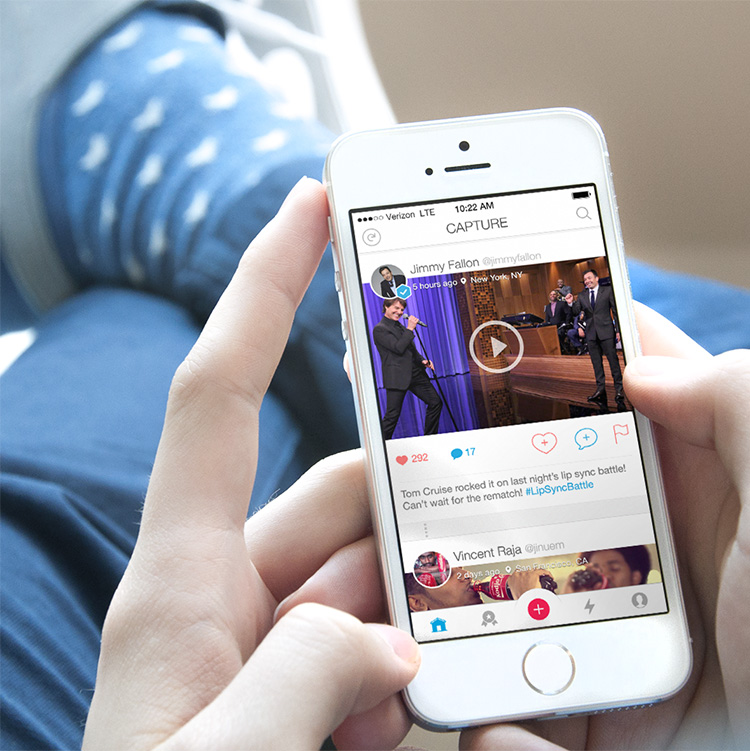 Verizon LTE 10:22 AM
CAPTURE
Jimmy Fallon @jimmyfallon
5 hours ago New York, NY
292 17
Tom Cruise rocked it on last night's lip sync battle!
Can't wait for the rematch! #LipSyncBattle
Vincent Raja @jinuem
2 days ago San Francisco, CA